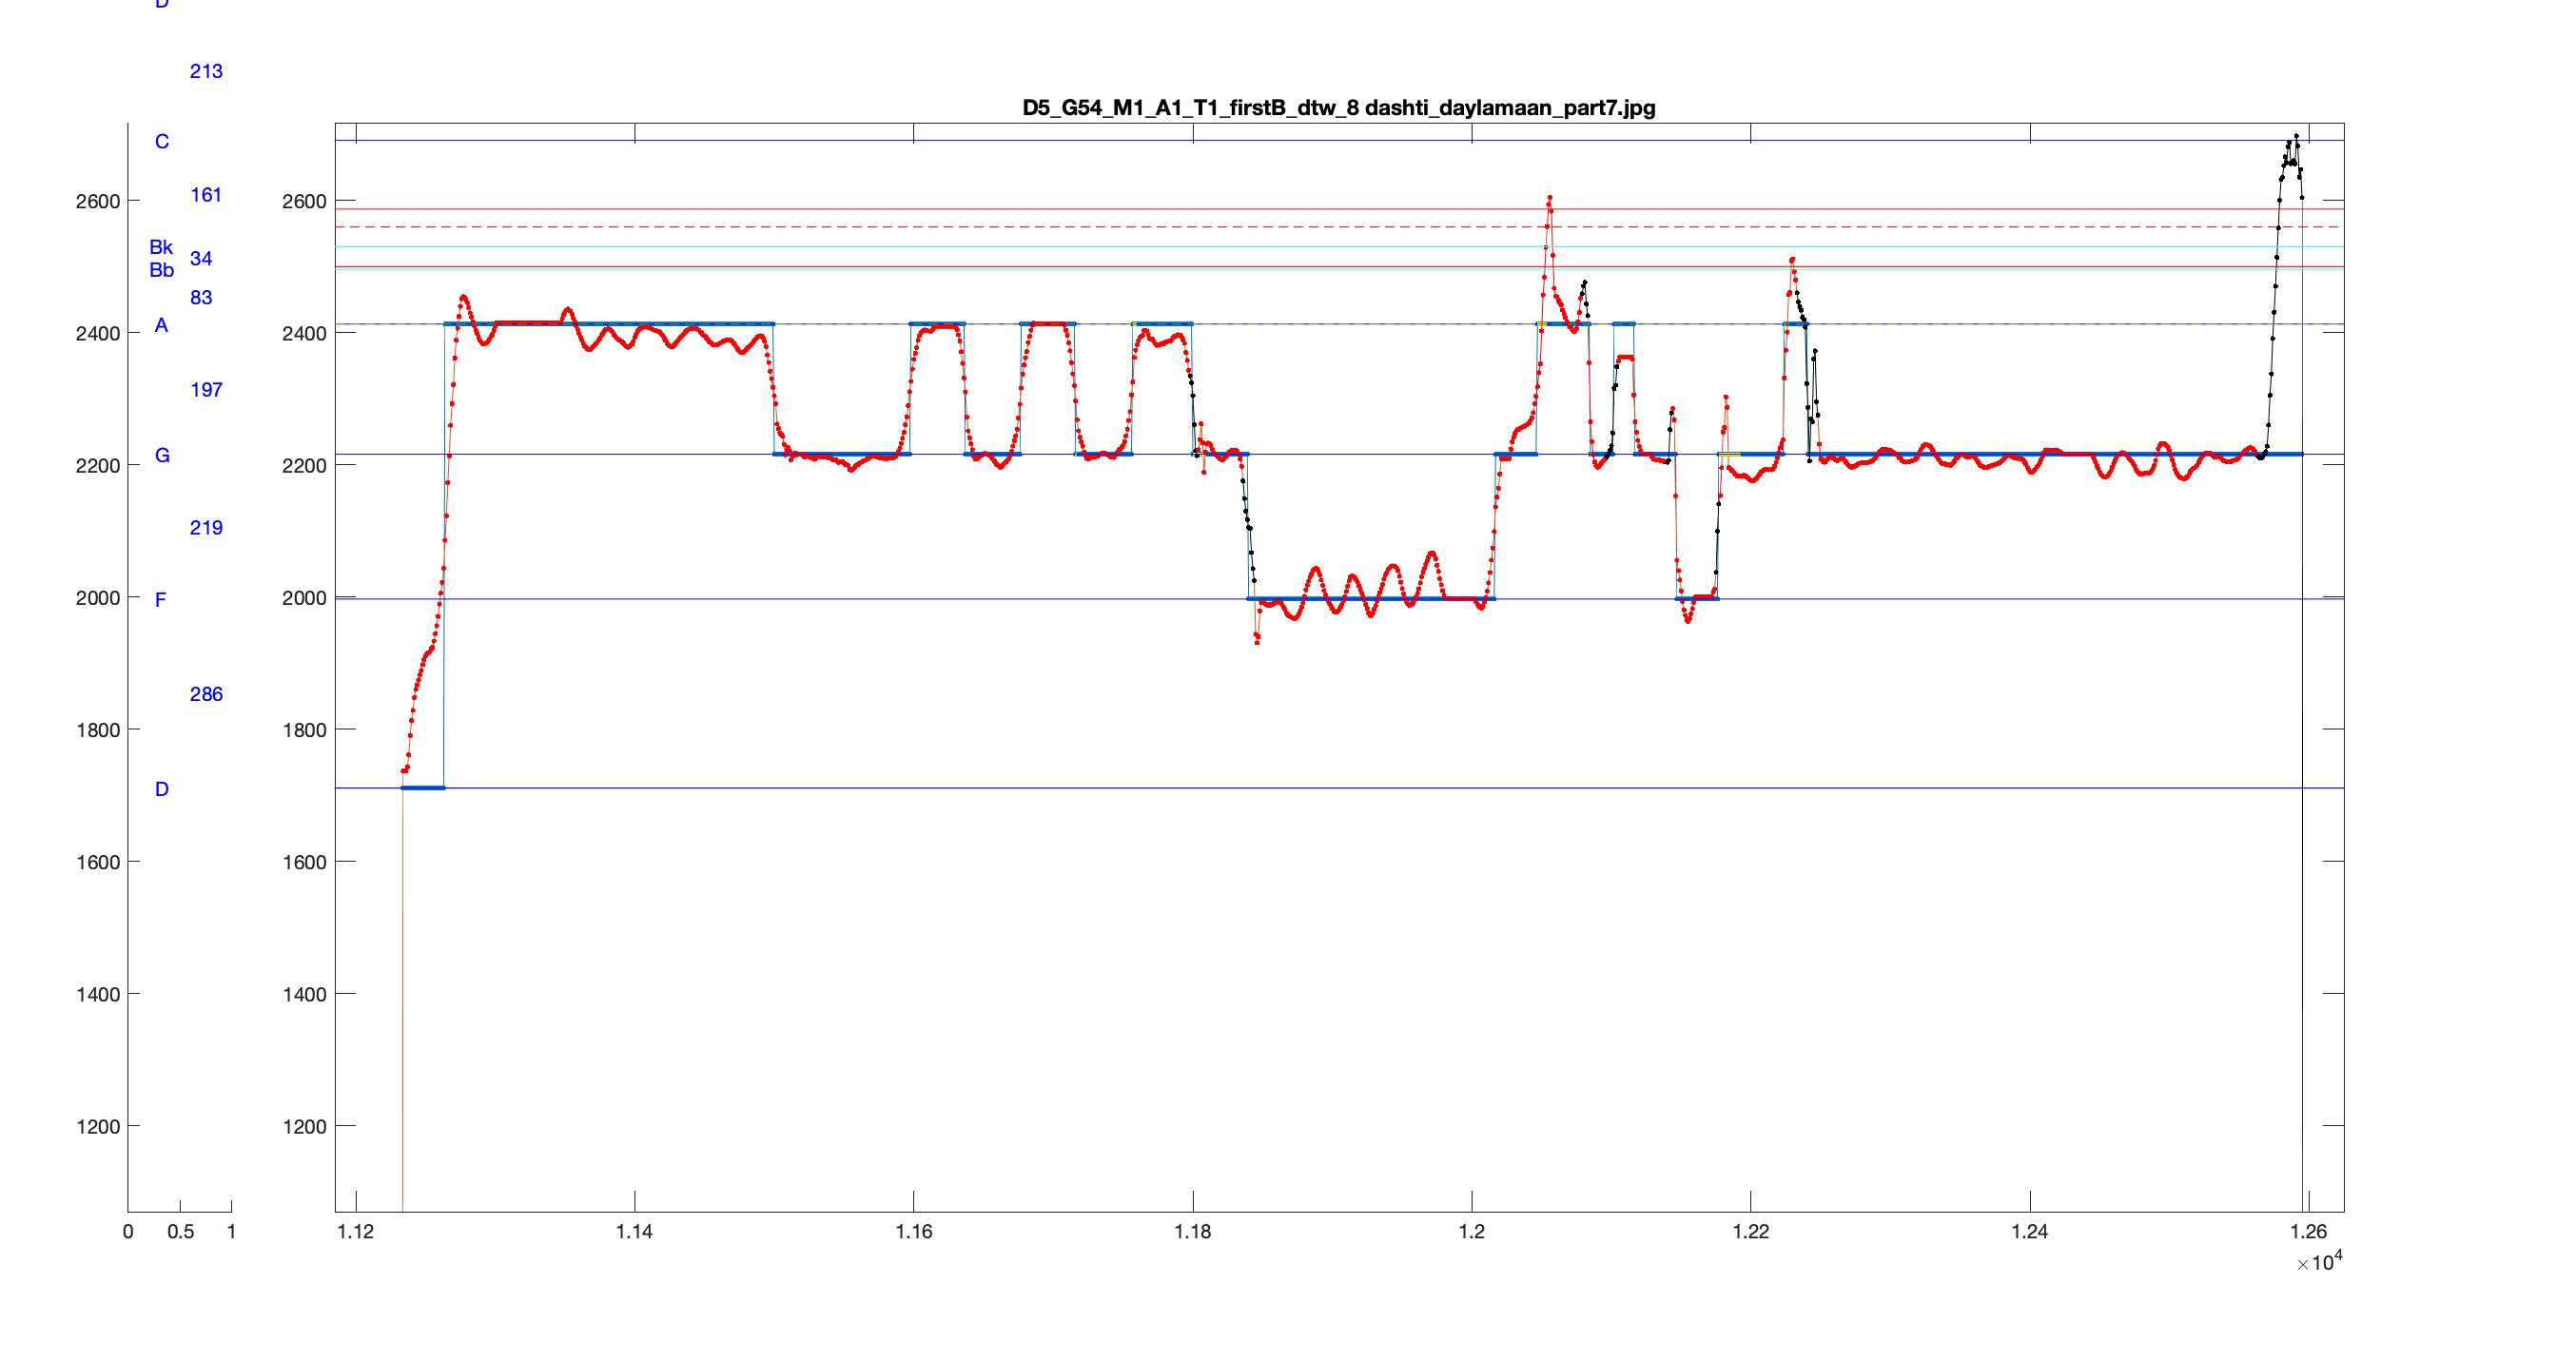 D
213
D5_G54_M1_A1_T1_firstB_dtw_8 dashti_daylamaan_part7.jpg
C
161
2600
2600
Bk
34
Bb
83
2400
A
2400
197
2200
G
2200
219
2000
F
2000
286
1800
1800
D
1600
1600
1400
1400
1200
1200
0 0.5 1 1.12 1.14 1.16 1.18 1.2 1.22 1.24 1.26
×10⁴